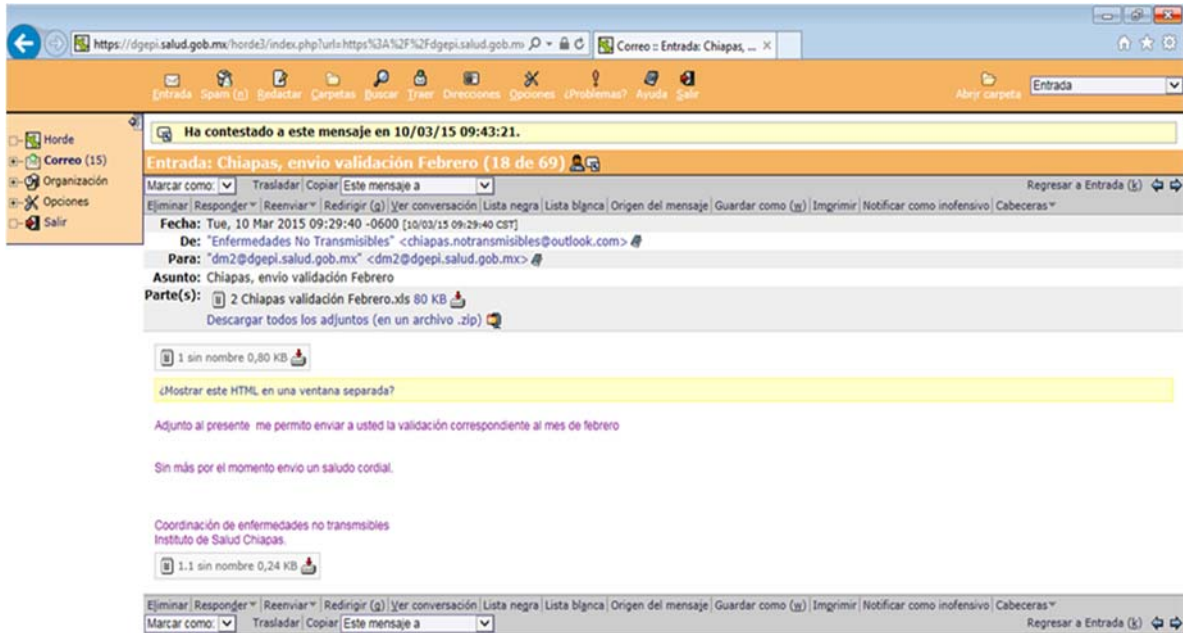 https://dgepi.salud.gob.mx/horde3/index.php?url=https%3A%2F%2Fdgepi.salud.gob.mx
Correo :: Entrada: Chiapas, ...
Entrada Spam (n) Redactar Carpetas Buscar Traer Direcciones Opciones ¿Problemas? Ayuda Salir Abrir carpeta Entrada
Horde
Correo (15)
Organización
Opciones
Salir
Ha contestado a este mensaje en 10/03/15 09:43:21.
Entrada: Chiapas, envio validación Febrero (18 de 69)
Marcar como: Trasladar Copiar Este mensaje a Regresar a Entrada (k)
Eliminar Responder Reenviar Redirigir (g) Ver conversación Lista negra Lista blanca Origen del mensaje Guardar como (w) Imprimir Notificar como inofensivo Cabeceras
Fecha: Tue, 10 Mar 2015 09:29:40 -0600 [10/03/15 09:29:40 CST]
De: "Enfermedades No Transmisibles" <chiapas.notransmisibles@outlook.com>
Para: "dm2@dgepi.salud.gob.mx" <dm2@dgepi.salud.gob.mx>
Asunto: Chiapas, envio validación Febrero
Parte(s): 2 Chiapas validación Febrero.xls 80 KB
Descargar todos los adjuntos (en un archivo .zip)
1 sin nombre 0,80 KB
¿Mostrar este HTML en una ventana separada?
Adjunto al presente me permito enviar a usted la validación correspondiente al mes de febrero
Sin más por el momento envio un saludo cordial.
Coordinación de enfermedades no transmsibles
Instituto de Salud Chiapas.
1.1 sin nombre 0,24 KB
Eliminar Responder Reenviar Redirigir (g) Ver conversación Lista negra Lista blanca Origen del mensaje Guardar como (w) Imprimir Notificar como inofensivo Cabeceras
Marcar como: Trasladar Copiar Este mensaje a Regresar a Entrada (k)